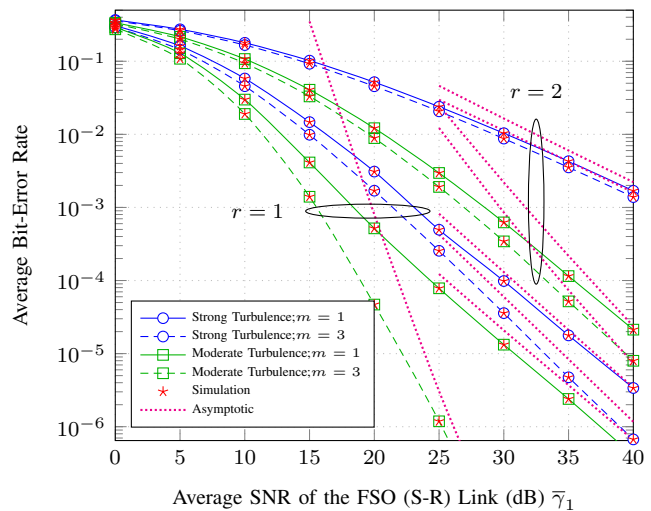 10⁻¹
10⁻²
10⁻³
10⁻⁴
10⁻⁵
10⁻⁶
Average Bit-Error Rate
r = 2
r = 1
Strong Turbulence;m = 1
Strong Turbulence;m = 3
Moderate Turbulence;m = 1
Moderate Turbulence;m = 3
Simulation
Asymptotic
0 5 10 15 20 25 30 35 40
Average SNR of the FSO (S-R) Link (dB) γ̅₁